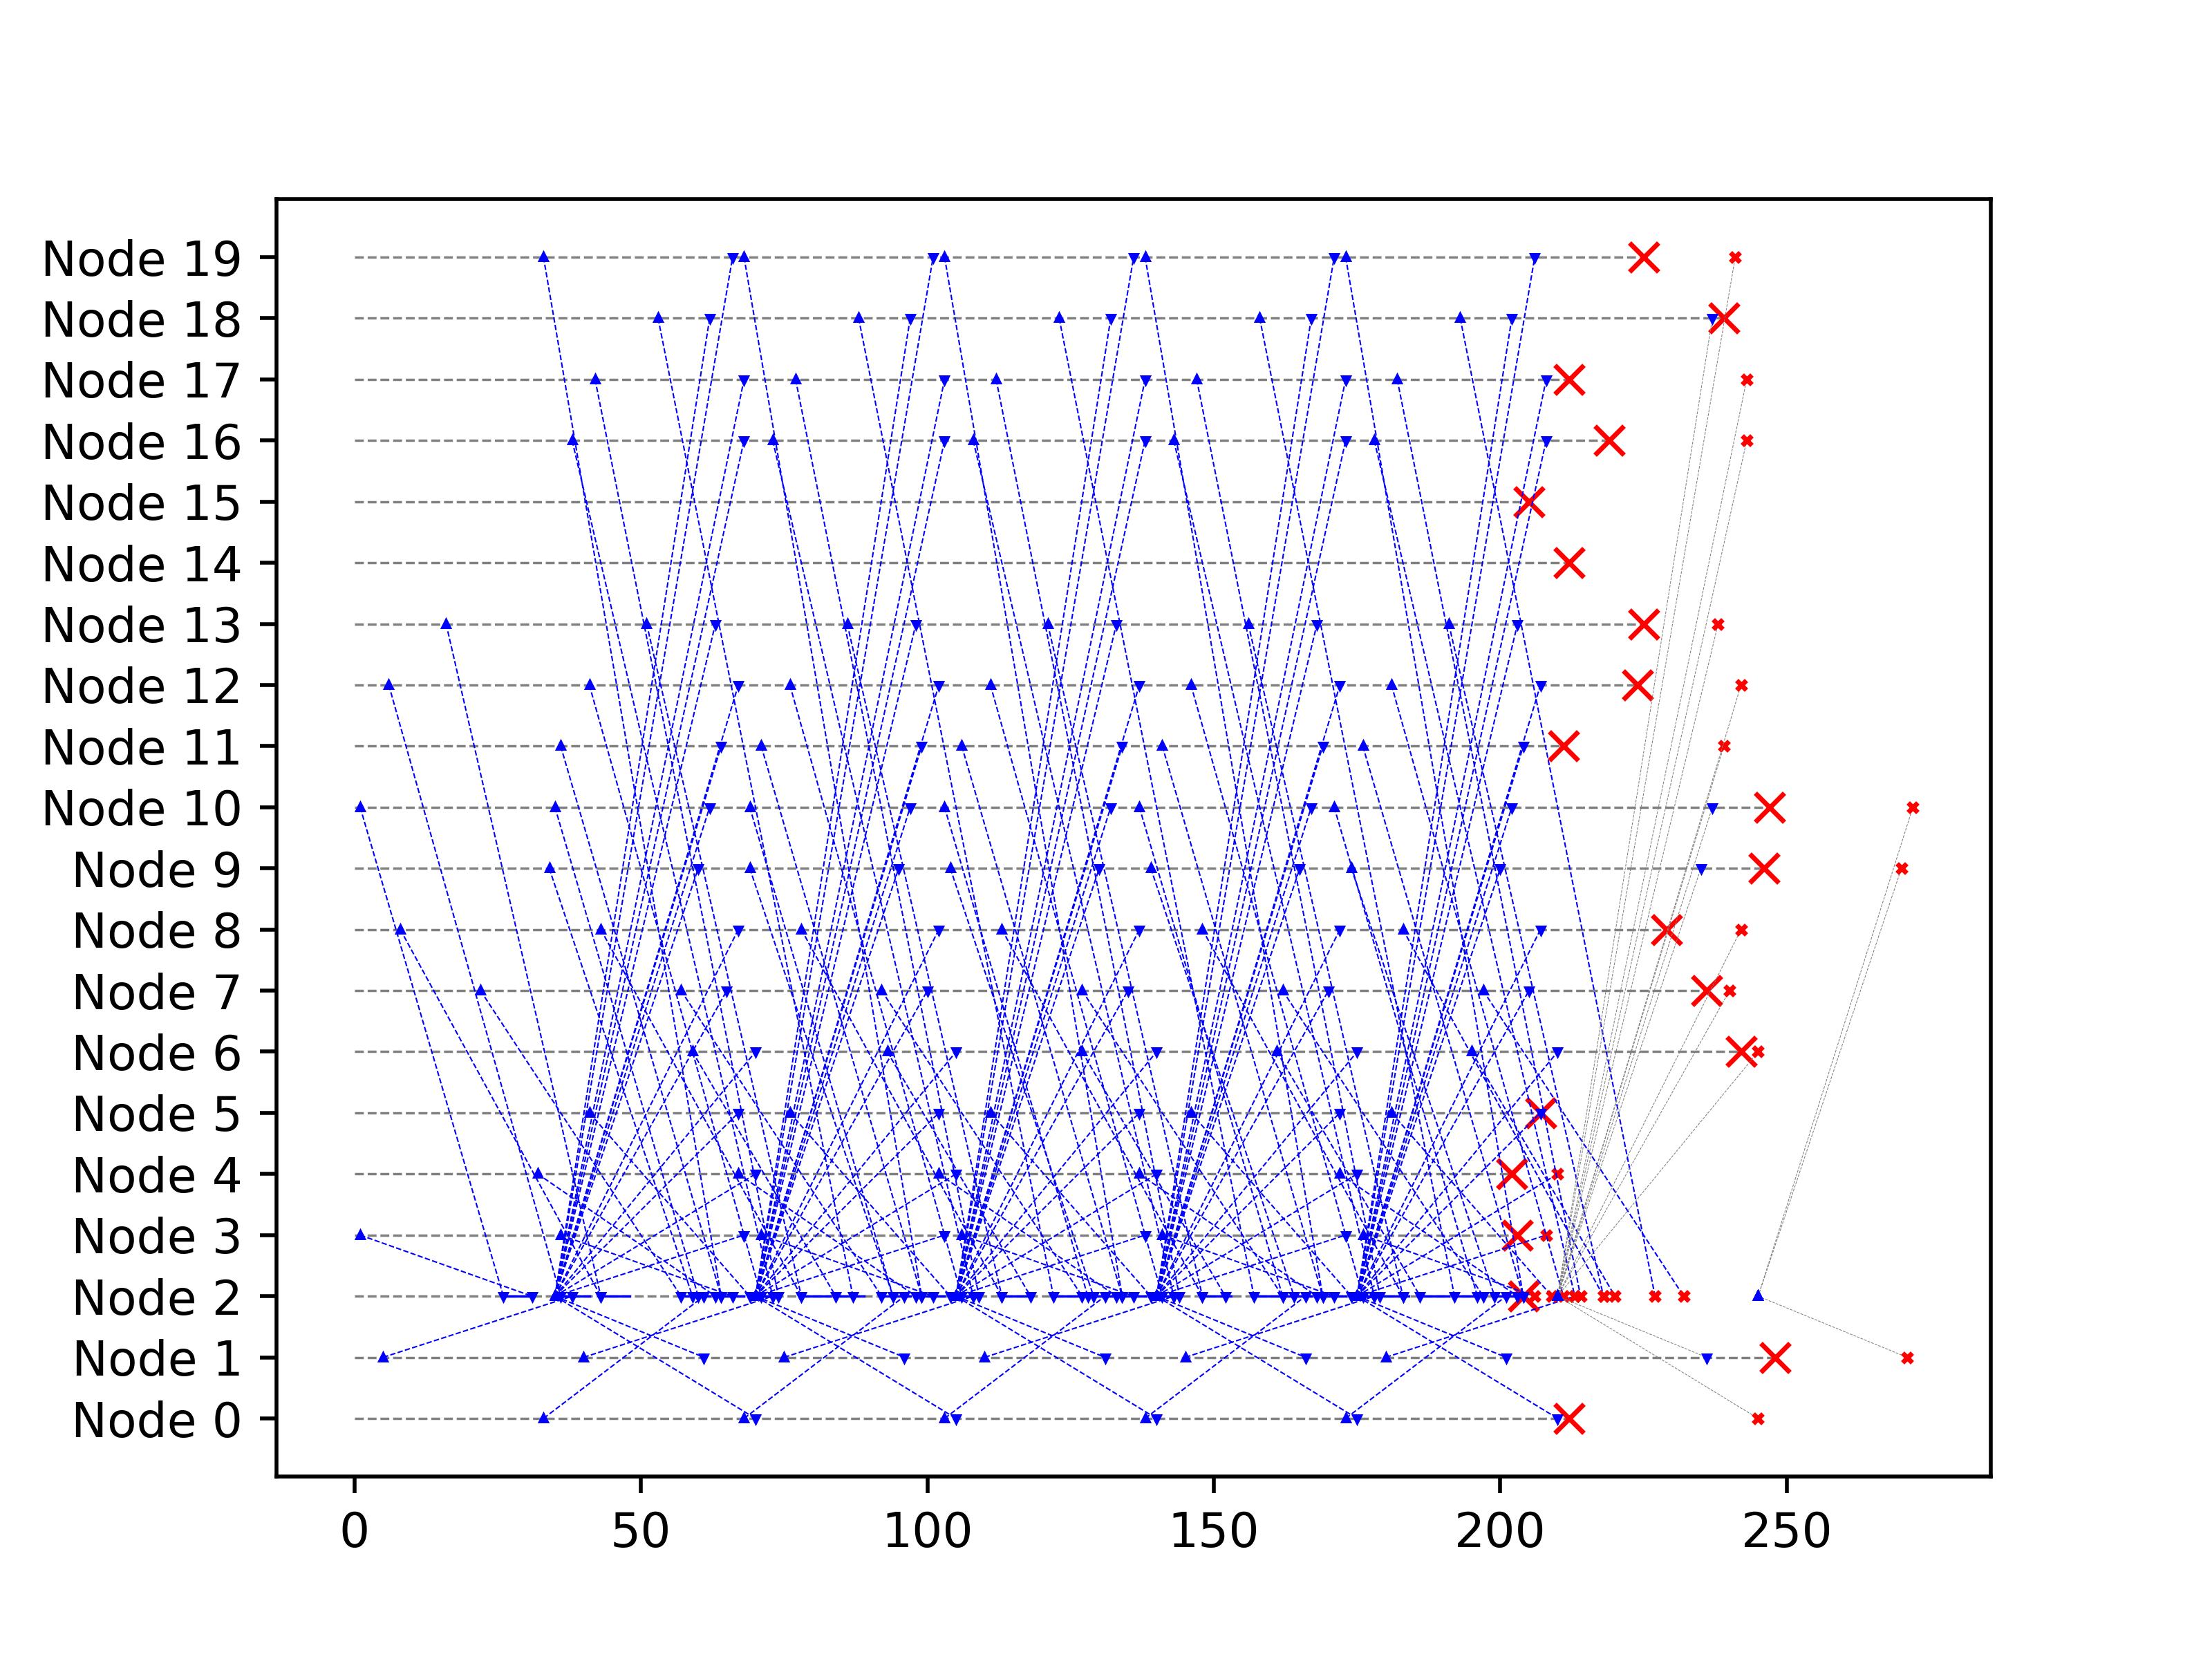 Node 19
Node 18
Node 17
Node 16
Node 15
Node 14
Node 13
Node 12
Node 11
Node 10
Node 9
Node 8
Node 7
Node 6
Node 5
Node 4
Node 3
Node 2
Node 1
Node 0
0 50 100 150 200 250